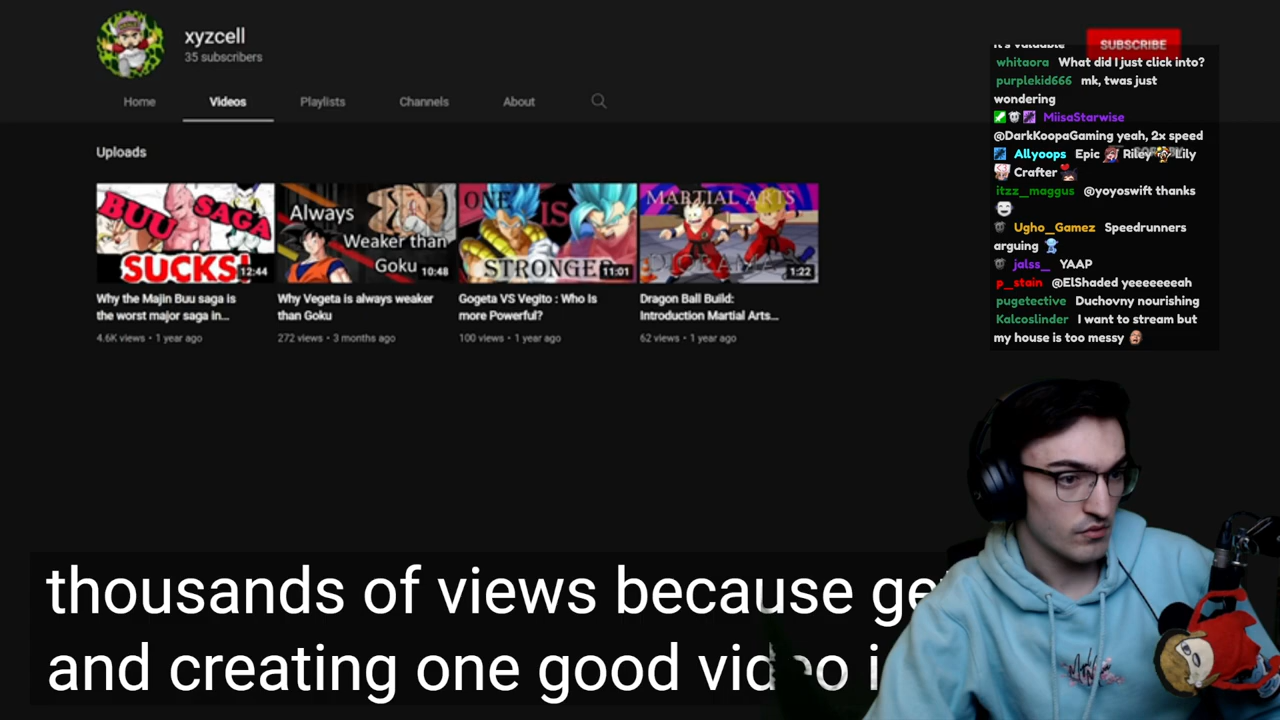 xyzcell
35 subscribers
SUBSCRIBE
Home
Videos
Playlists
Channels
About
Uploads
BUU SAGA
SUCKS!
12:44
Always
Weaker than
Goku
10:48
ONE IS
STRONGER
11:01
MARTIAL ARTS
DIORAMA
1:22
Why the Majin Buu saga is
the worst major saga in...
4.6K views • 1 year ago
Why Vegeta is always weaker
than Goku
272 views • 3 months ago
Gogeta VS Vegito : Who Is
more Powerful?
100 views • 1 year ago
Dragon Ball Build:
Introduction Martial Arts...
62 views • 1 year ago
it's valuable
whitaora What did I just click into?
purplekid666 mk, twas just
wondering
MiisaStarwise
@DarkKoopaGaming yeah, 2x speed
Allyoops Epic Riley Lily
Crafter
itzz_maggus @yoyoswift thanks
Ugho_Gamez Speedrunners
arguing
jalss_ YAAP
p_stain @ElShaded yeeeeeeah
pugetective Duchovny nourishing
Kalcoslinder I want to stream but
my house is too messy
thousands of views because
and creating one good video